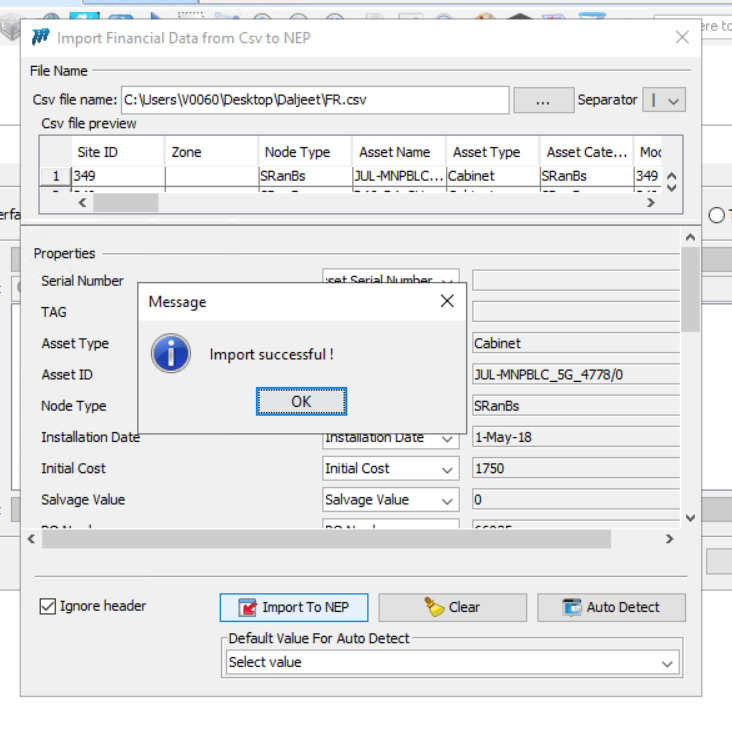 Import Financial Data from Csv to NEP
ere to
File Name
Csv file name: C:\Users\V0060\Desktop\Daljeet\FR.csv ... Separator |
Csv file preview
Site ID Zone Node Type Asset Name Asset Type Asset Cate... Moc
1 349 SRanBs JUL-MNPBLC... Cabinet SRanBs 349
erfa
Properties
Serial Number set Serial Number
TAG
Asset Type Cabinet
Asset ID JUL-MNPBLC_5G_4778/0
Node Type SRanBs
Installation Date Installation Date 1-May-18
Initial Cost Initial Cost 1750
Salvage Value Salvage Value 0
Message
Import successful !
OK
Ignore header Import To NEP Clear Auto Detect
Default Value For Auto Detect
Select value